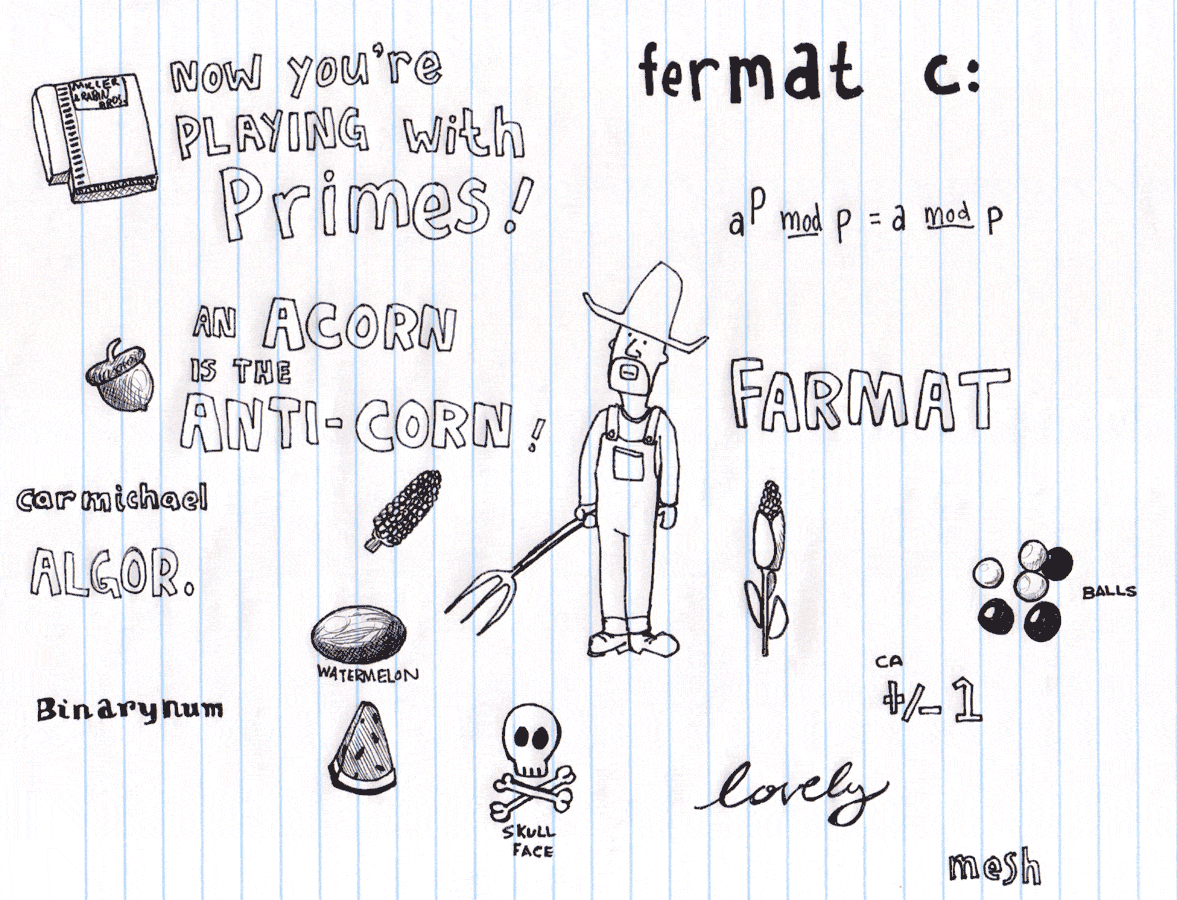 MILLER
& RABIN
BROS.
NOW you're
PLAYING with
Primes!
fermat c:
a^p mod p = a mod p
AN ACORN
IS THE
ANTI-CORN!
FARMAT
carmichael
ALGOR.
BALLS
WATERMELON
CA
+/- 1
Binarynum
lovely
SKULL
FACE
mesh